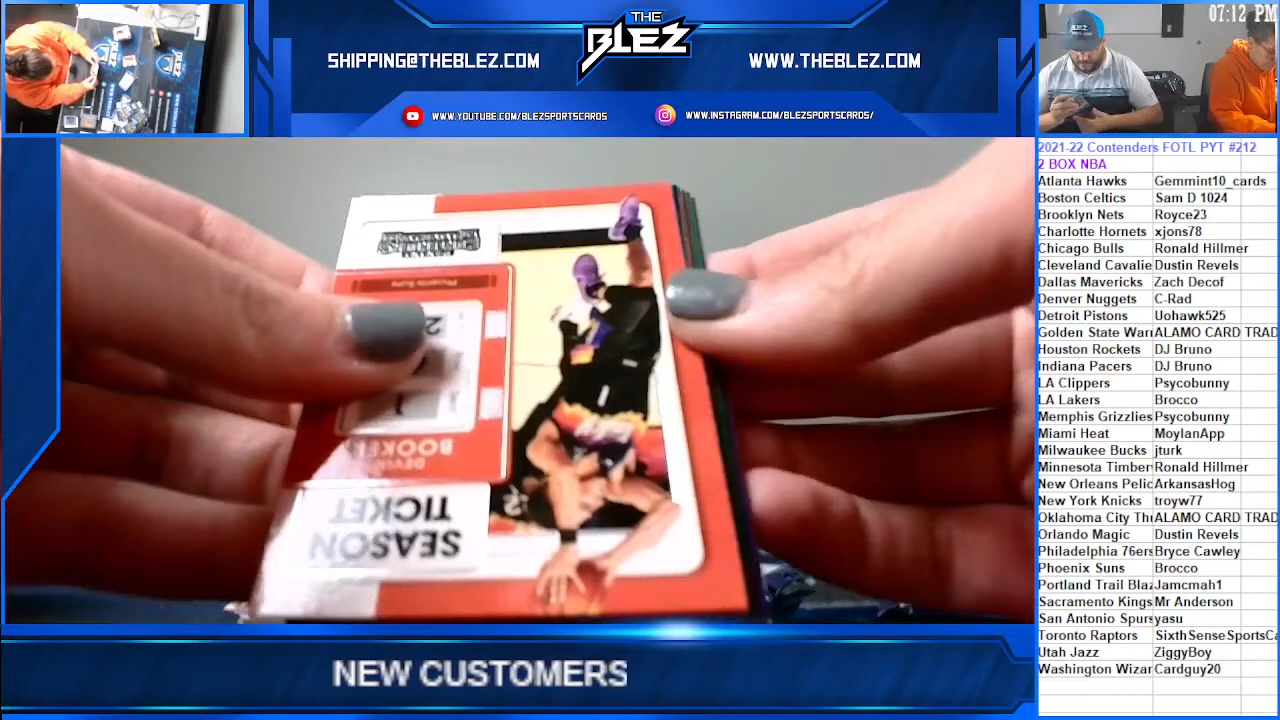 07:12 PM
THE
BLEZ
SHIPPING@THEBLEZ.COM
WWW.THEBLEZ.COM
WWW.YOUTUBE.COM/BLEZSPORTSCARDS
WWW.INSTAGRAM.COM/BLEZSPORTSCARDS/
2021-22 Contenders FOTL PYT #212
2 BOX NBA
Atlanta Hawks Gemmint10_cards
Boston Celtics Sam D 1024
Brooklyn Nets Royce23
Charlotte Hornets xjons78
Chicago Bulls Ronald Hillmer
Cleveland Cavalie Dustin Revels
Dallas Mavericks Zach Decof
Denver Nuggets C-Rad
Detroit Pistons Uohawk525
Golden State Warr ALAMO CARD TRAD
Houston Rockets DJ Bruno
Indiana Pacers DJ Bruno
LA Clippers Psycobunny
LA Lakers Brocco
Memphis Grizzlies Psycobunny
Miami Heat MoylanApp
Milwaukee Bucks jturk
Minnesota Timber Ronald Hillmer
New Orleans Pelic ArkansasHog
New York Knicks troyw77
Oklahoma City Thu ALAMO CARD TRAD
Orlando Magic Dustin Revels
Philadelphia 76ers Bryce Cawley
Phoenix Suns Brocco
Portland Trail Blaz Jamcmah1
Sacramento Kings Mr Anderson
San Antonio Spurs yasu
Toronto Raptors SixthSenseSportsCa
Utah Jazz ZiggyBoy
Washington Wizar Cardguy20
SEASON
TICKET
DEVIN
BOOKE
1
2
Phoenix Suns
CONTENDERS
NEW CUSTOMERS